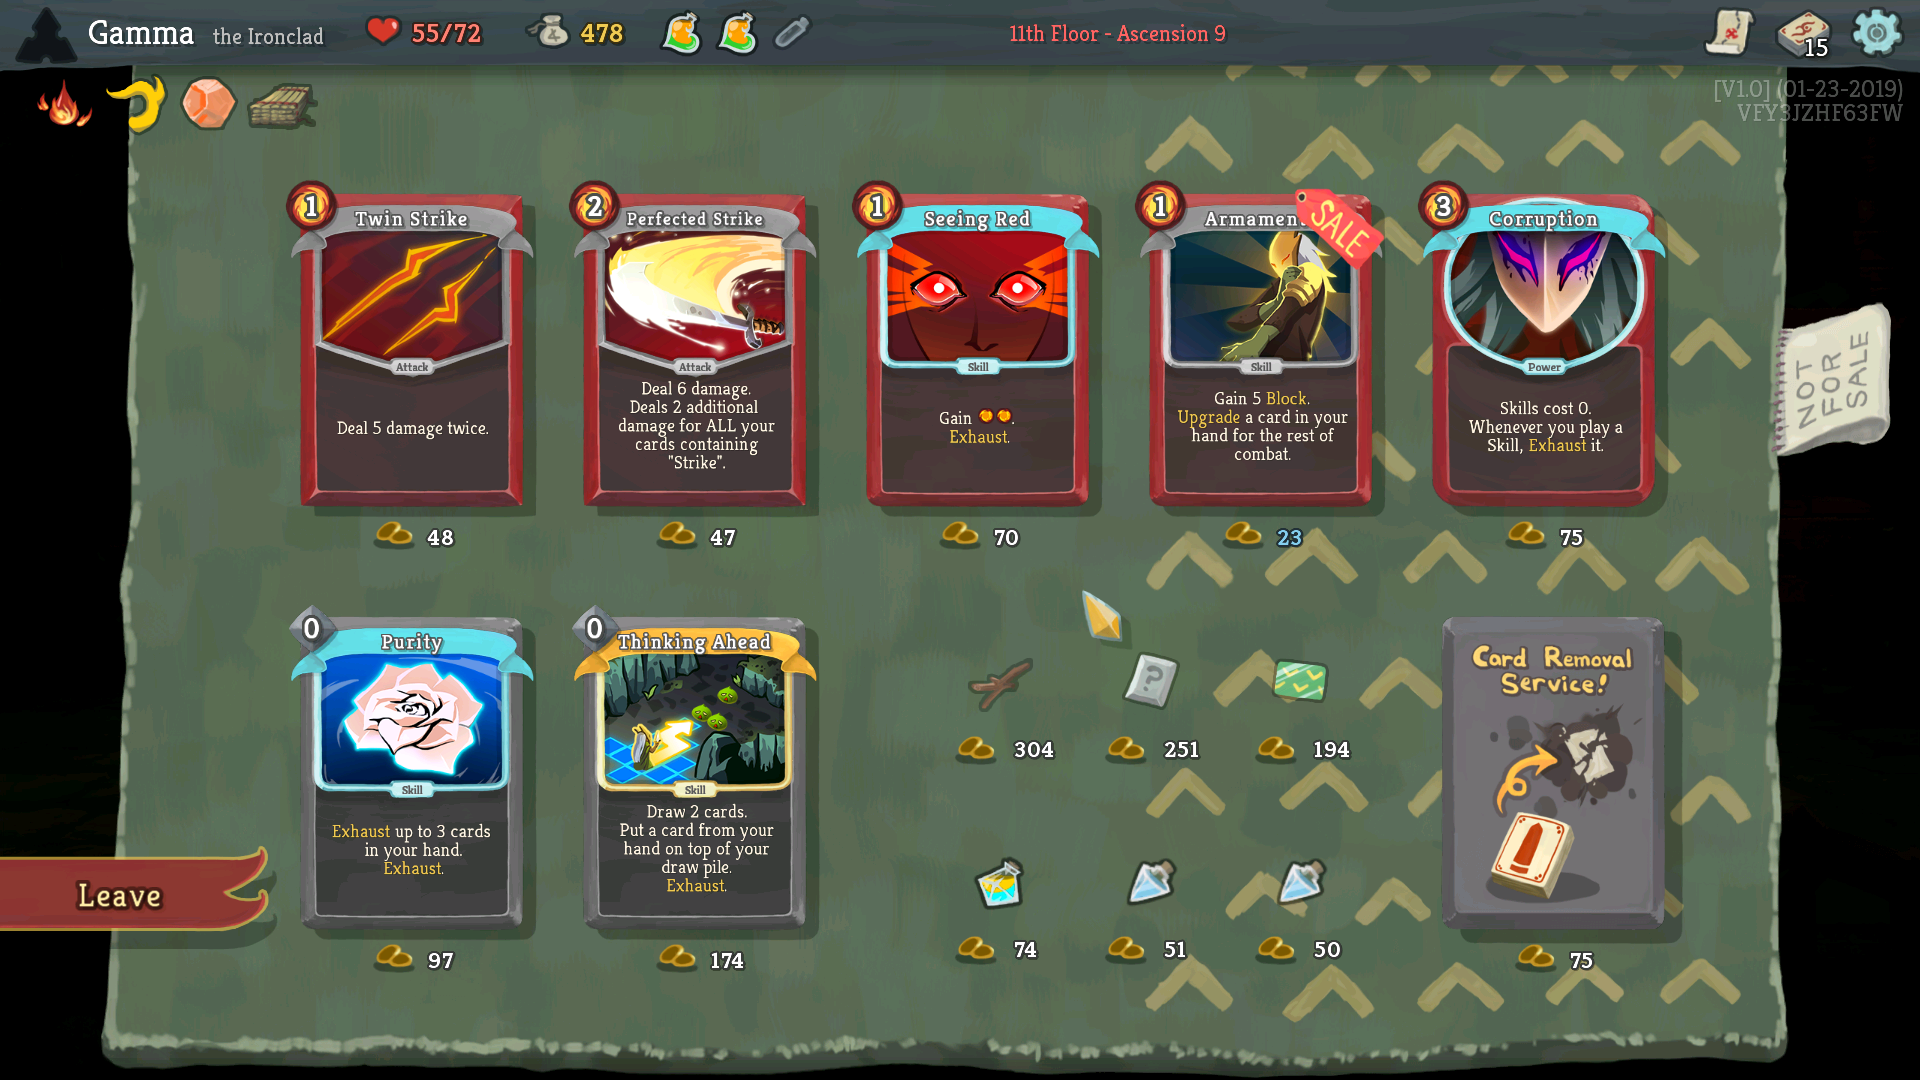 Gamma the Ironclad 55/72 478 11th Floor - Ascension 9 15
[V1.0] (01-23-2019)
VFY3JZHF63FW
1 Twin Strike
Attack
Deal 5 damage twice.
48
2 Perfected Strike
Attack
Deal 6 damage.
Deals 2 additional
damage for ALL your
cards containing
"Strike".
47
1 Seeing Red
Skill
Gain .
Exhaust.
70
1 Armamen
SALE
Skill
Gain 5 Block.
Upgrade a card in your
hand for the rest of
combat.
23
3 Corruption
Power
Skills cost 0.
Whenever you play a
Skill, Exhaust it.
75
NOT
FOR
SALE
0 Purity
Skill
Exhaust up to 3 cards
in your hand.
Exhaust.
97
0 Thinking Ahead
Skill
Draw 2 cards.
Put a card from your
hand on top of your
draw pile.
Exhaust.
174
?
304 251 194
74 51 50
Card Removal
Service!
75
Leave